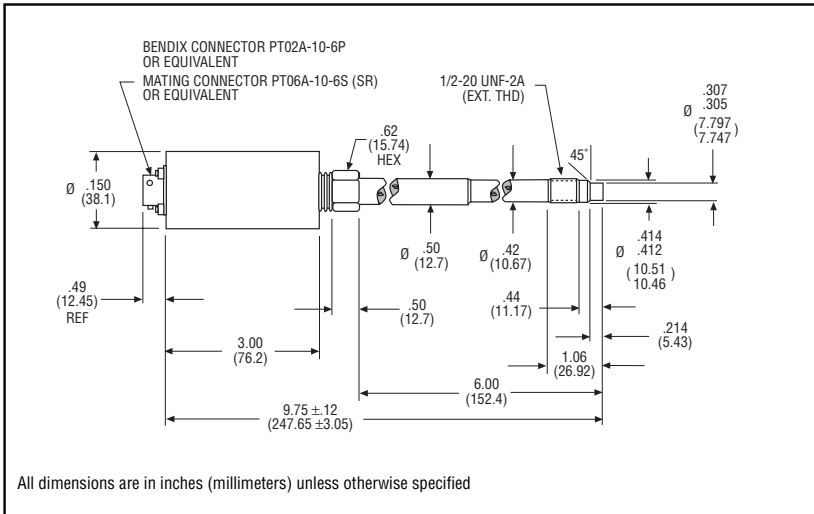 BENDIX CONNECTOR PT02A-10-6P
OR EQUIVALENT
MATING CONNECTOR PT06A-10-6S (SR)
OR EQUIVALENT
1/2-20 UNF-2A
(EXT. THD)
.307
.305
Ø
(7.797
7.747)
.62
(15.74)
HEX
45°
Ø .150
(38.1)
Ø .50
(12.7)
Ø .42
(10.67)
.414
.412
Ø
(10.51
10.46)
.49
(12.45)
REF
.50
(12.7)
.44
(11.17)
.214
(5.43)
3.00
(76.2)
1.06
(26.92)
6.00
(152.4)
9.75 ±.12
(247.65 ±3.05)
All dimensions are in inches (millimeters) unless otherwise specified